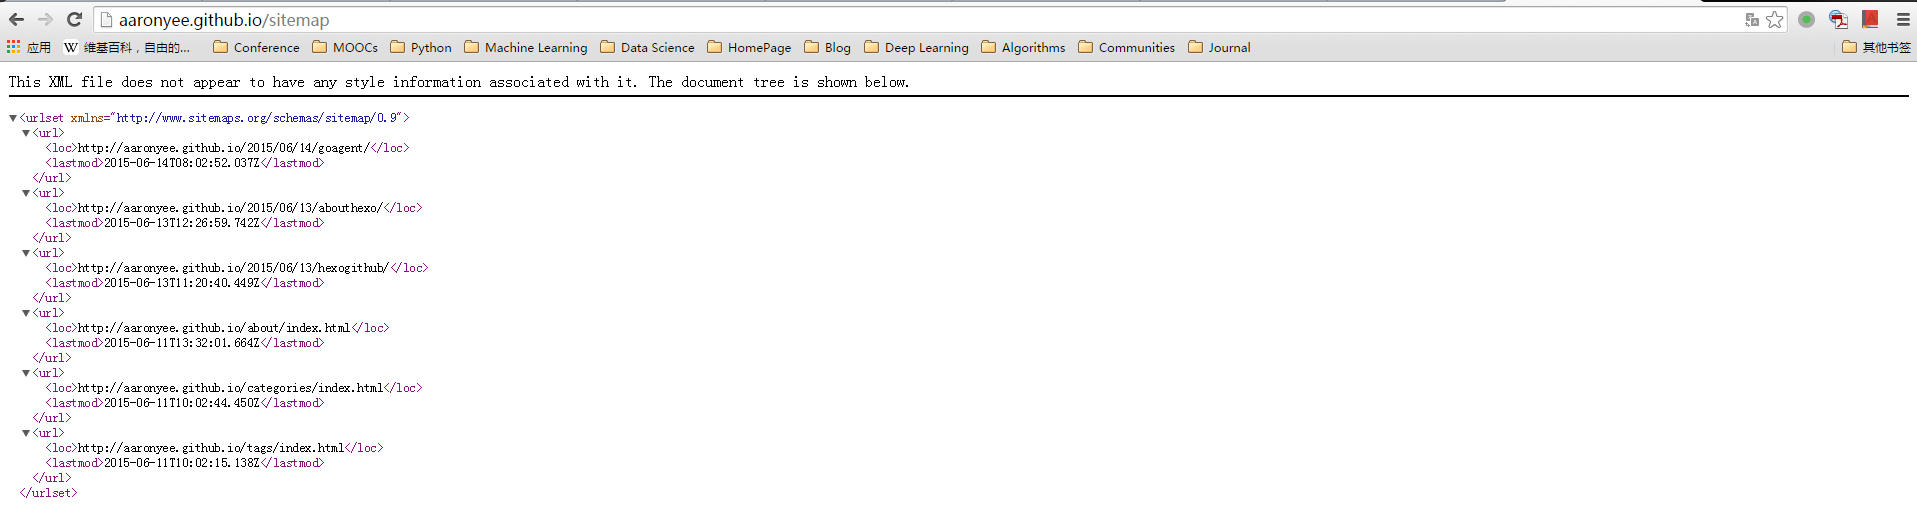 aaronyee.github.io/sitemap
应用 维基百科，自由的... Conference MOOCs Python Machine Learning Data Science HomePage Blog Deep Learning Algorithms Communities Journal 其他书签
This XML file does not appear to have any style information associated with it. The document tree is shown below.
▼<urlset xmlns="http://www.sitemaps.org/schemas/sitemap/0.9">
▼<url>
<loc>http://aaronyee.github.io/2015/06/14/goagent/</loc>
<lastmod>2015-06-14T08:02:52.037Z</lastmod>
</url>
▼<url>
<loc>http://aaronyee.github.io/2015/06/13/abouthexo/</loc>
<lastmod>2015-06-13T12:26:59.742Z</lastmod>
</url>
▼<url>
<loc>http://aaronyee.github.io/2015/06/13/hexogithub/</loc>
<lastmod>2015-06-13T11:20:40.449Z</lastmod>
</url>
▼<url>
<loc>http://aaronyee.github.io/about/index.html</loc>
<lastmod>2015-06-11T13:32:01.664Z</lastmod>
</url>
▼<url>
<loc>http://aaronyee.github.io/categories/index.html</loc>
<lastmod>2015-06-11T10:02:44.450Z</lastmod>
</url>
▼<url>
<loc>http://aaronyee.github.io/tags/index.html</loc>
<lastmod>2015-06-11T10:02:15.138Z</lastmod>
</url>
</urlset>